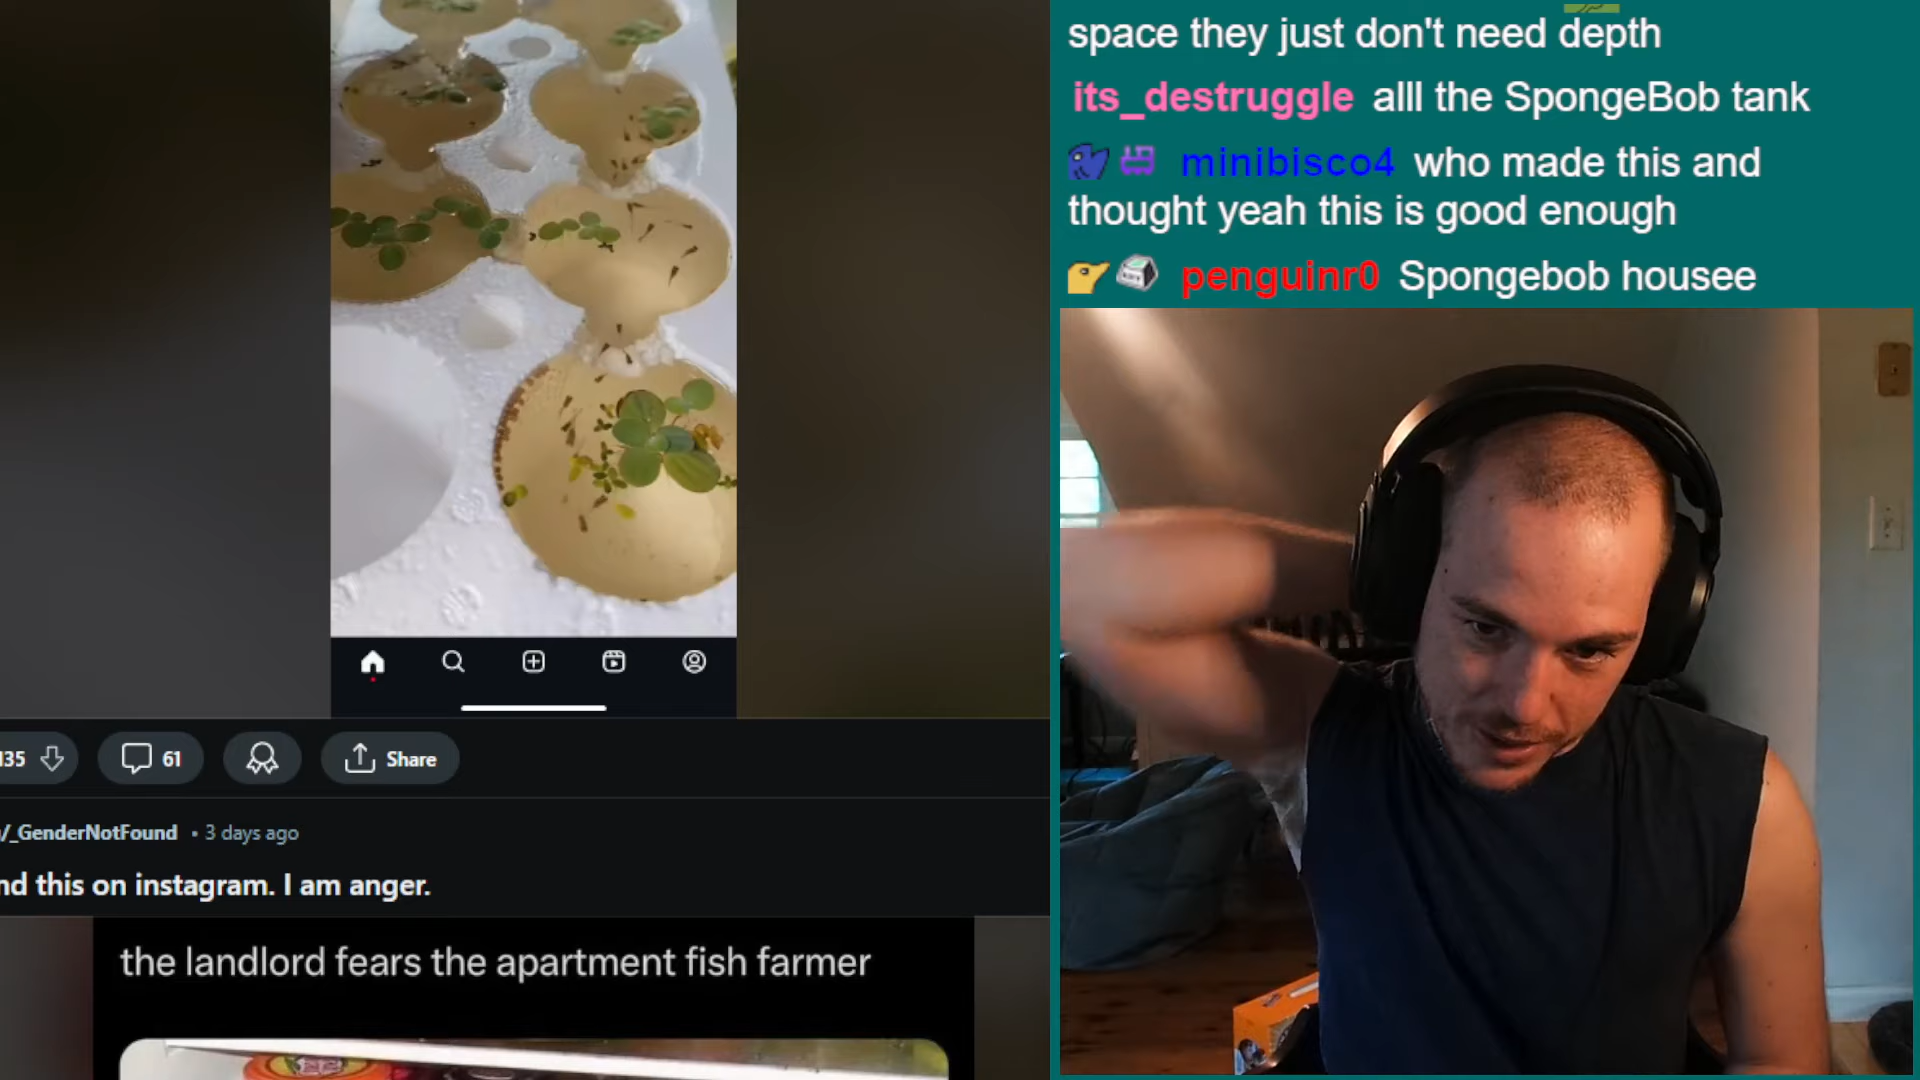 space they just don't need depth
its_destruggle alll the SpongeBob tank
minibisco4 who made this and
thought yeah this is good enough
penguinr0 Spongebob housee
135
61
Share
/_GenderNotFound • 3 days ago
nd this on instagram. I am anger.
the landlord fears the apartment fish farmer